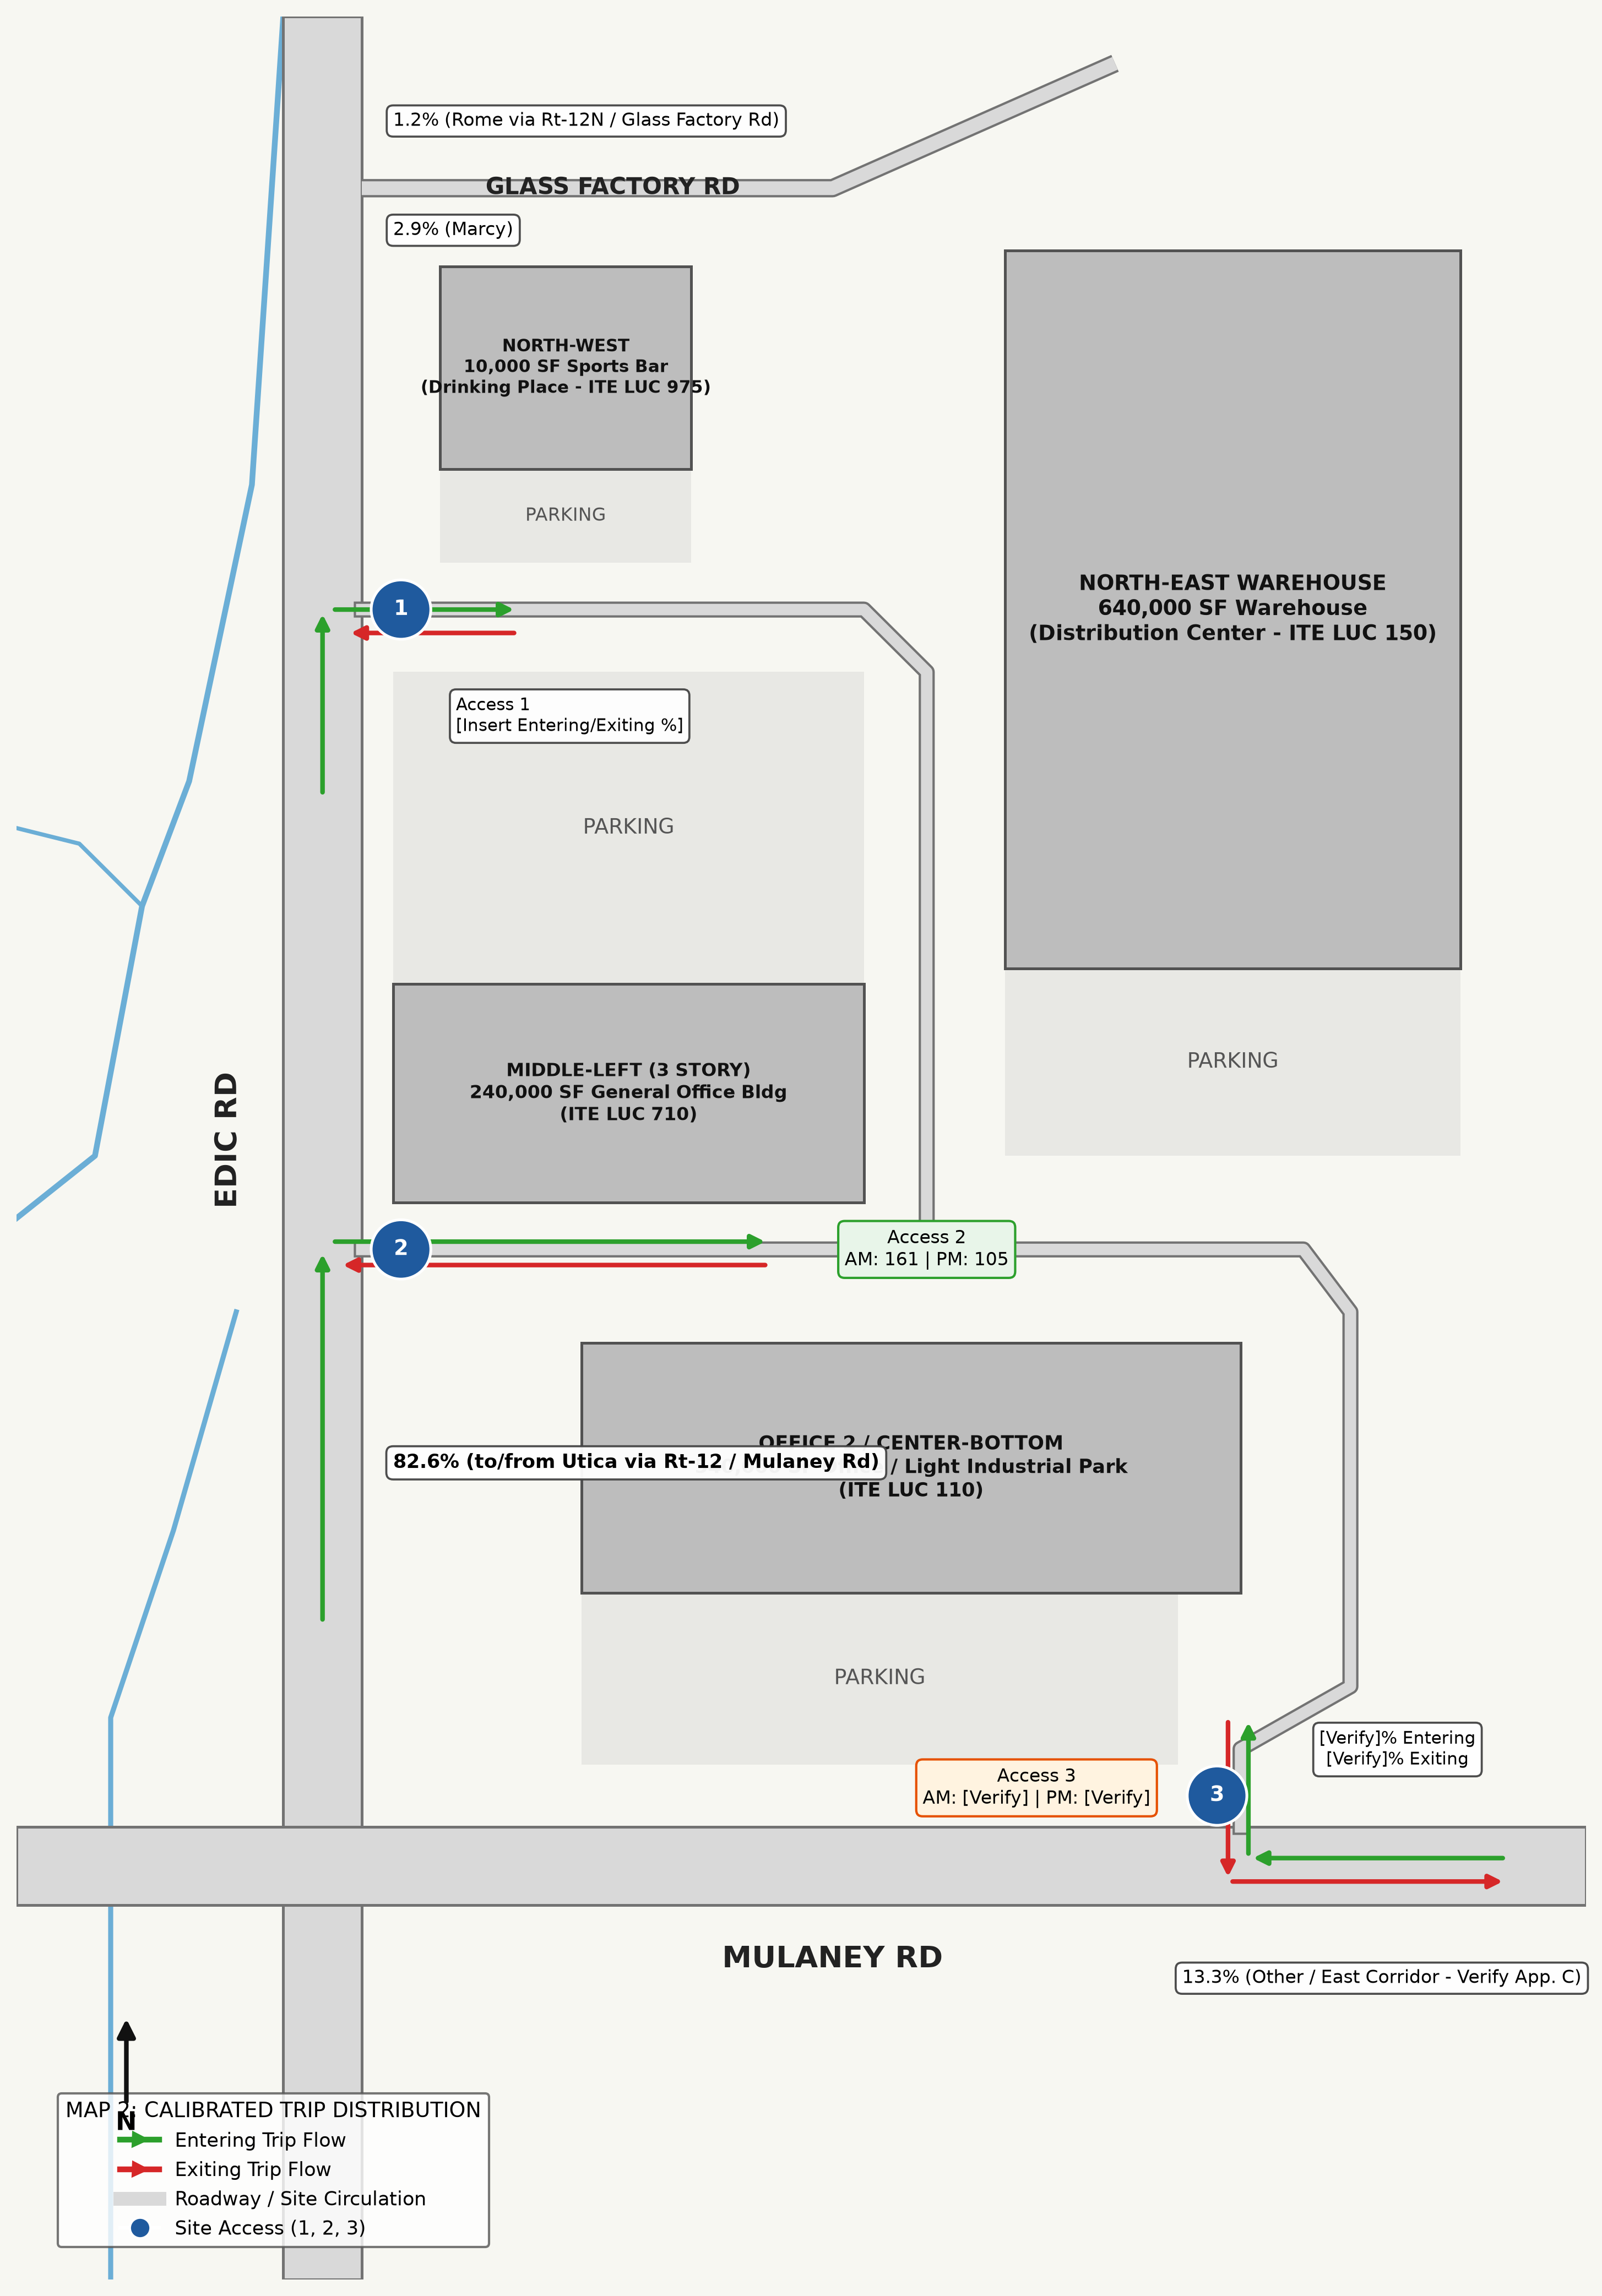 1.2% (Rome via Rt-12N / Glass Factory Rd)
GLASS FACTORY RD
2.9% (Marcy)
NORTH-WEST
10,000 SF Sports Bar
(Drinking Place - ITE LUC 975)
PARKING
NORTH-EAST WAREHOUSE
640,000 SF Warehouse
(Distribution Center - ITE LUC 150)
1
Access 1
[Insert Entering/Exiting %]
PARKING
PARKING
MIDDLE-LEFT (3 STORY)
240,000 SF General Office Bldg
(ITE LUC 710)
EDIC RD
2
Access 2
AM: 161 | PM: 105
OFFICE 2 / CENTER-BOTTOM
82.6% (to/from Utica via Rt-12 / Mulaney Rd)
/ Light Industrial Park
(ITE LUC 110)
PARKING
[Verify]% Entering
[Verify]% Exiting
Access 3
AM: [Verify] | PM: [Verify]
3
MULANEY RD
13.3% (Other / East Corridor - Verify App. C)
N
MAP 2: CALIBRATED TRIP DISTRIBUTION
Entering Trip Flow
Exiting Trip Flow
Roadway / Site Circulation
Site Access (1, 2, 3)